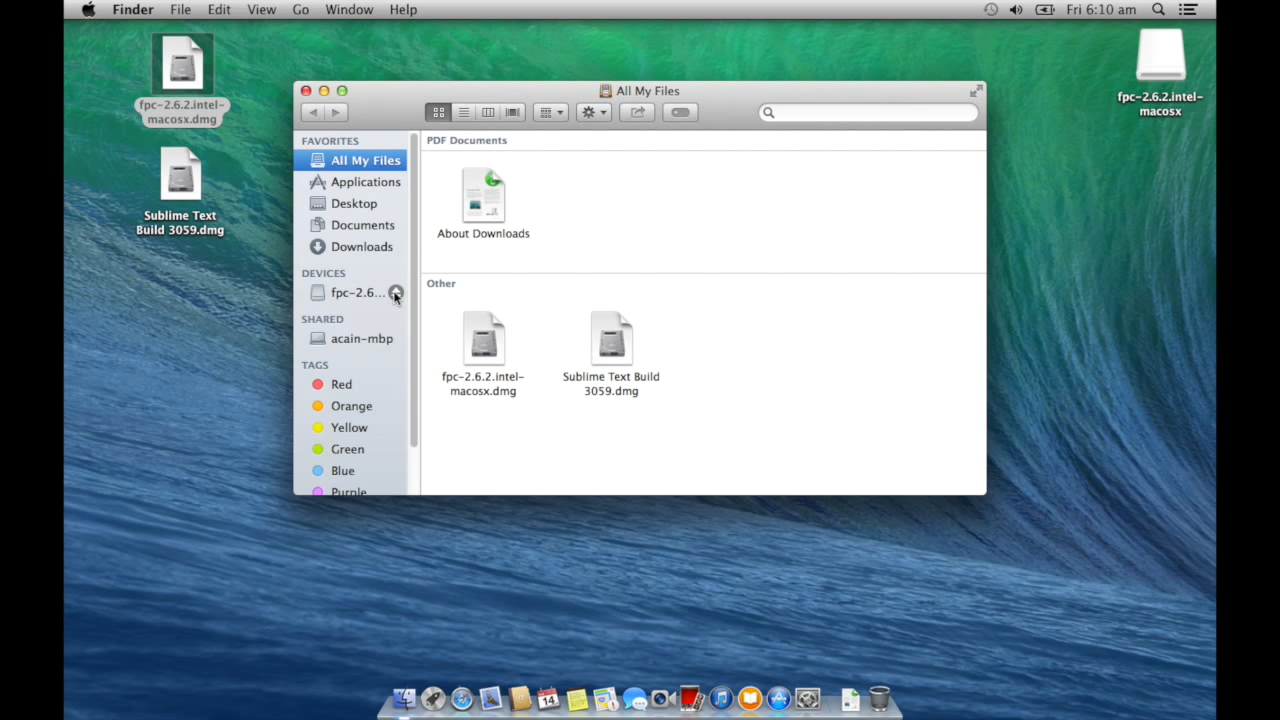 Finder File Edit View Go Window Help Fri 6:10 am
fpc-2.6.2.intel-
macosx.dmg
Sublime Text
Build 3059.dmg
fpc-2.6.2.intel-
macosx
All My Files
FAVORITES
All My Files
Applications
Desktop
Documents
Downloads
DEVICES
fpc-2.6...
SHARED
acain-mbp
TAGS
Red
Orange
Yellow
Green
Blue
Purple
PDF Documents
About Downloads
Other
fpc-2.6.2.intel-
macosx.dmg
Sublime Text Build
3059.dmg
14